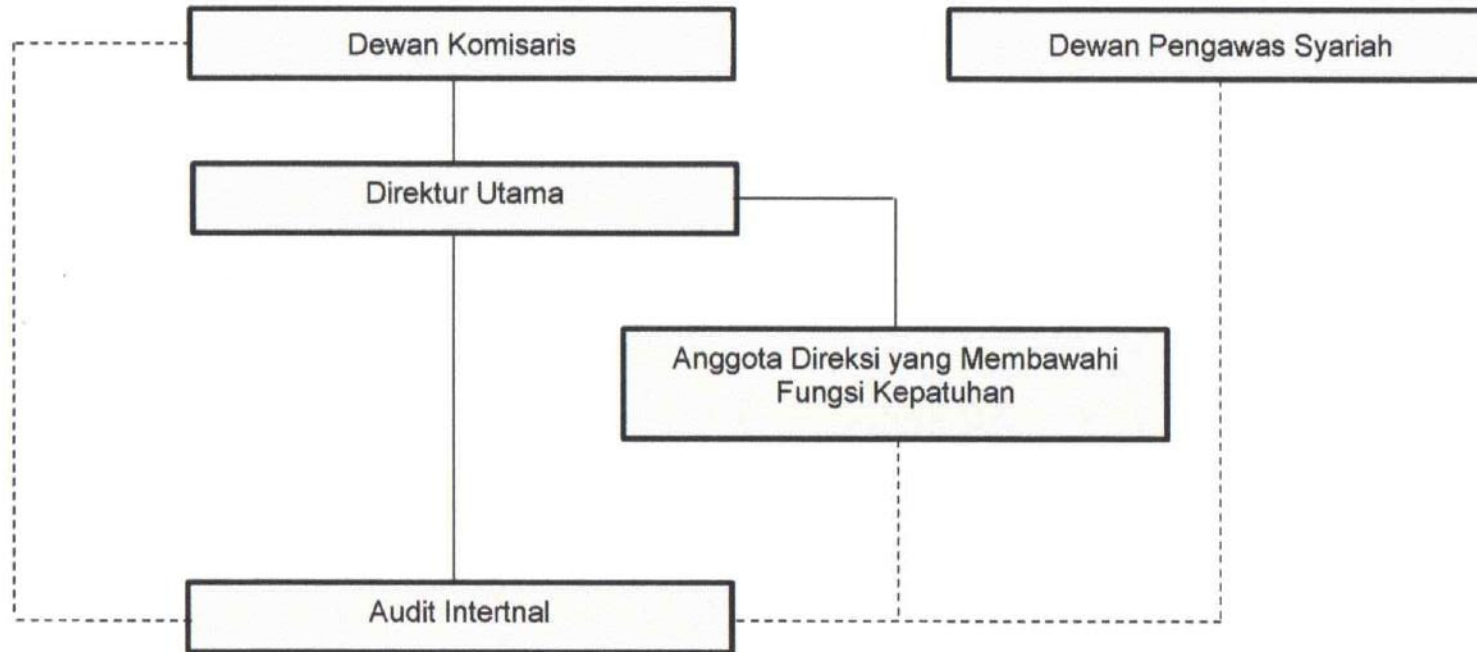 Dewan Komisaris
Dewan Pengawas Syariah
Direktur Utama
Anggota Direksi yang Membawahi
Fungsi Kepatuhan
Audit Intertnal